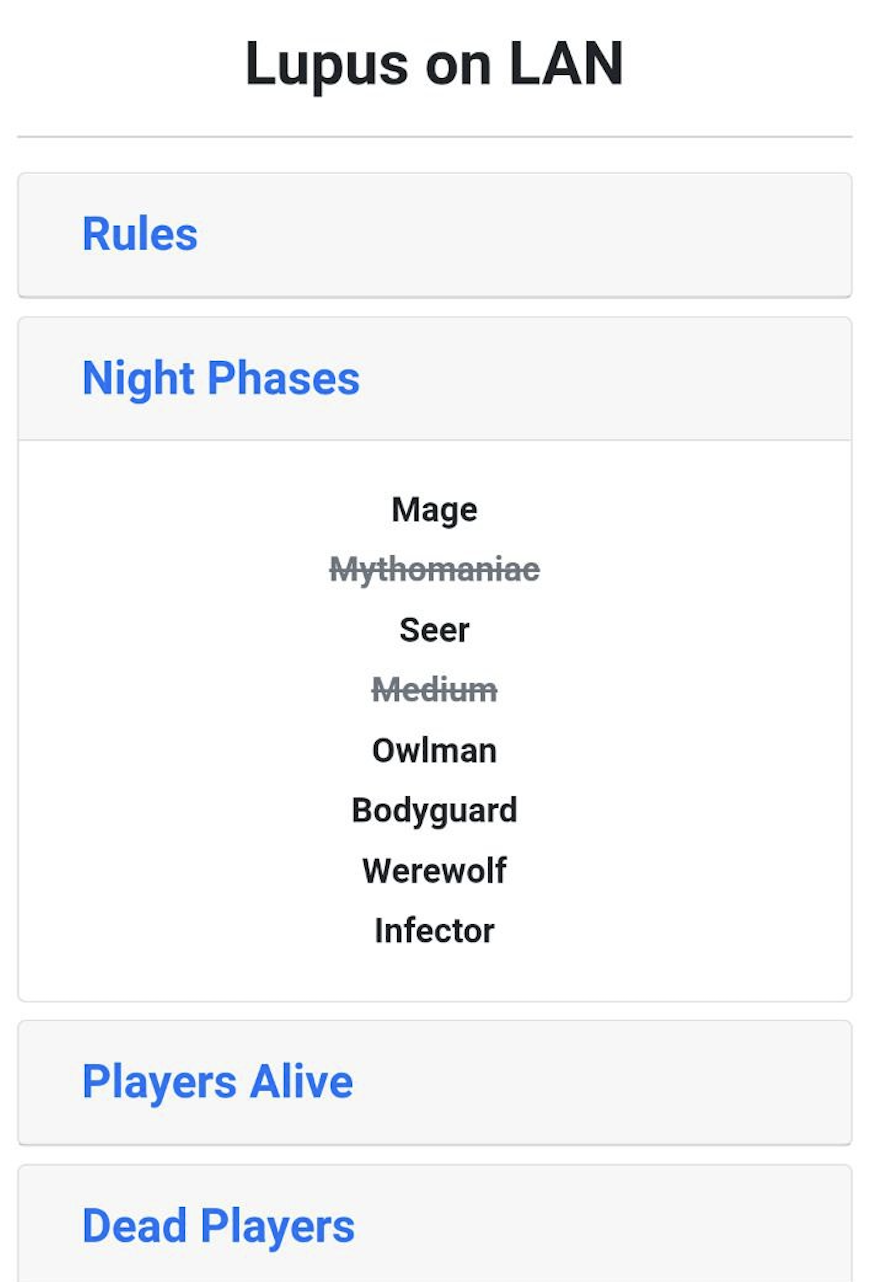 Lupus on LAN
Rules
Night Phases
Mage
Mythomaniac
Seer
Medium
Owlman
Bodyguard
Werewolf
Infector
Players Alive
Dead Players